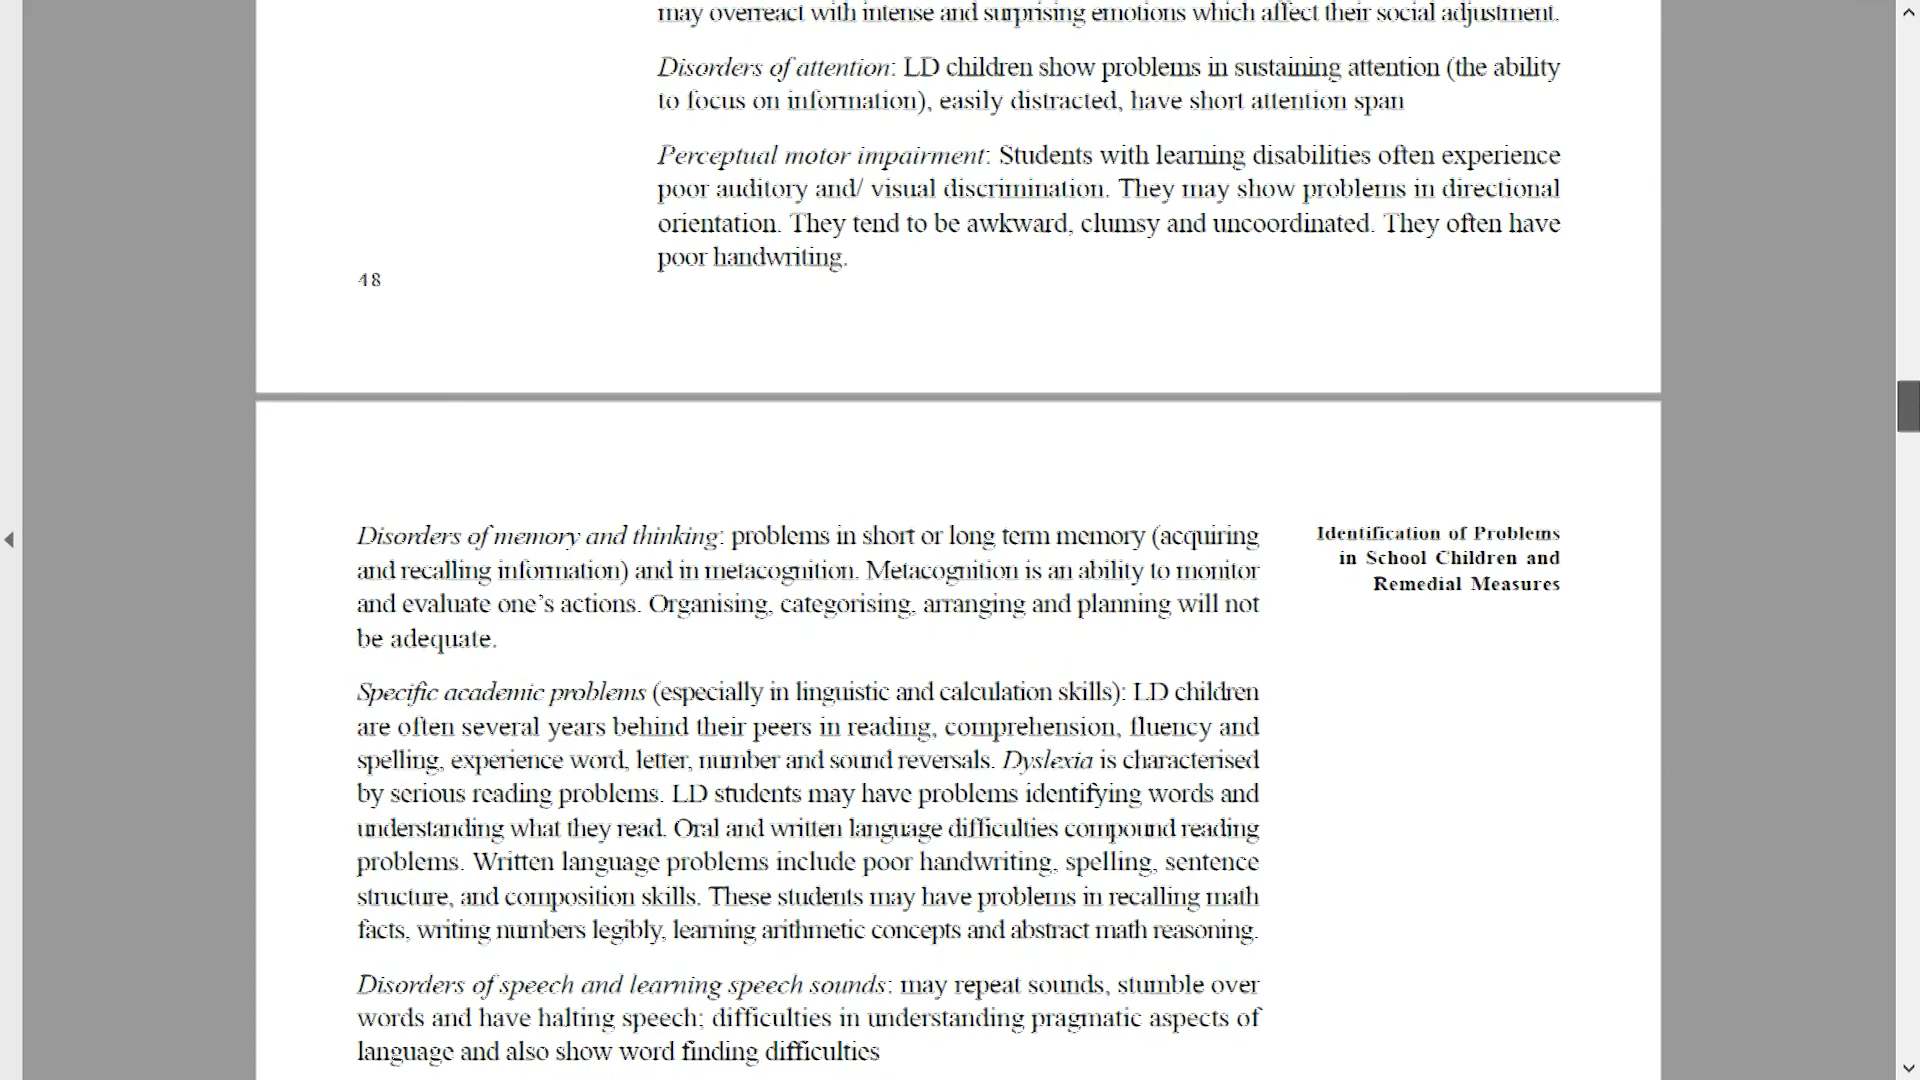 may overreact with intense and surprising emotions which affect their social adjustment.
Disorders of attention: LD children show problems in sustaining attention (the ability
to focus on information), easily distracted, have short attention span
Perceptual motor impairment: Students with learning disabilities often experience
poor auditory and/ visual discrimination. They may show problems in directional
orientation. They tend to be awkward, clumsy and uncoordinated. They often have
poor handwriting.
48
Disorders of memory and thinking: problems in short or long term memory (acquiring
and recalling information) and in metacognition. Metacognition is an ability to monitor
and evaluate one's actions. Organising, categorising, arranging and planning will not
be adequate.
Identification of Problems
in School Children and
Remedial Measures
Specific academic problems (especially in linguistic and calculation skills): LD children
are often several years behind their peers in reading, comprehension, fluency and
spelling, experience word, letter, number and sound reversals. Dyslexia is characterised
by serious reading problems. LD students may have problems identifying words and
understanding what they read. Oral and written language difficulties compound reading
problems. Written language problems include poor handwriting, spelling, sentence
structure, and composition skills. These students may have problems in recalling math
facts, writing numbers legibly, learning arithmetic concepts and abstract math reasoning.
Disorders of speech and learning speech sounds: may repeat sounds, stumble over
words and have halting speech; difficulties in understanding pragmatic aspects of
language and also show word finding difficulties